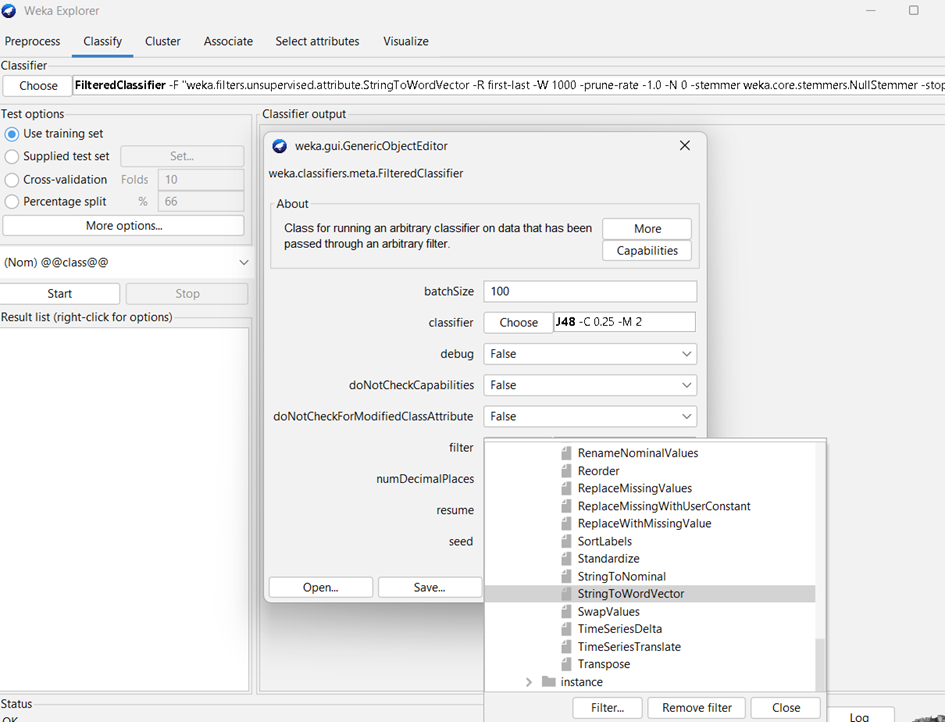 Weka Explorer
Preprocess Classify Cluster Associate Select attributes Visualize
Classifier
Choose FilteredClassifier -F "weka.filters.unsupervised.attribute.StringToWordVector -R first-last -W 1000 -prune-rate -1.0 -N 0 -stemmer weka.core.stemmers.NullStemmer -stop
Test options
Use training set
Supplied test set Set...
Cross-validation Folds 10
Percentage split % 66
More options...
(Nom) @@class@@
Start Stop
Result list (right-click for options)
Classifier output
weka.gui.GenericObjectEditor
weka.classifiers.meta.FilteredClassifier
About
Class for running an arbitrary classifier on data that has been
passed through an arbitrary filter.
More
Capabilities
batchSize 100
classifier Choose J48 -C 0.25 -M 2
debug False
doNotCheckCapabilities False
doNotCheckForModifiedClassAttribute False
filter
numDecimalPlaces
resume
seed
Open... Save...
RenameNominalValues
Reorder
ReplaceMissingValues
ReplaceMissingWithUserConstant
ReplaceWithMissingValue
SortLabels
Standardize
StringToNominal
StringToWordVector
SwapValues
TimeSeriesDelta
TimeSeriesTranslate
Transpose
instance
Filter... Remove filter Close
Status
OK
Log